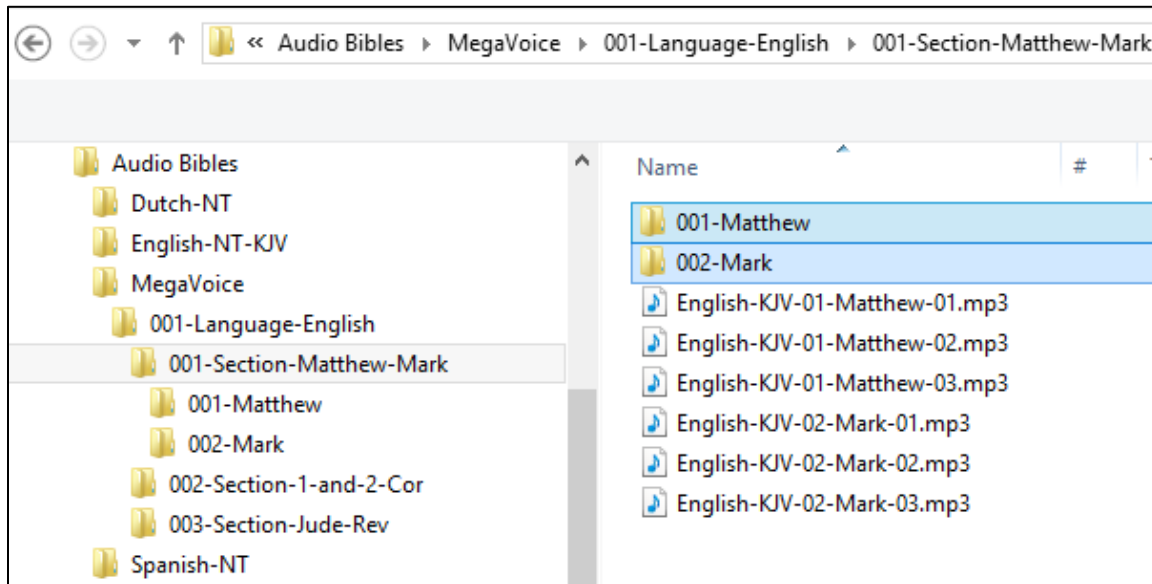 « Audio Bibles MegaVoice 001-Language-English 001-Section-Matthew-Mark
Audio Bibles
Dutch-NT
English-NT-KJV
MegaVoice
001-Language-English
001-Section-Matthew-Mark
001-Matthew
002-Mark
002-Section-1-and-2-Cor
003-Section-Jude-Rev
Spanish-NT
Name #
001-Matthew
002-Mark
English-KJV-01-Matthew-01.mp3
English-KJV-01-Matthew-02.mp3
English-KJV-01-Matthew-03.mp3
English-KJV-02-Mark-01.mp3
English-KJV-02-Mark-02.mp3
English-KJV-02-Mark-03.mp3